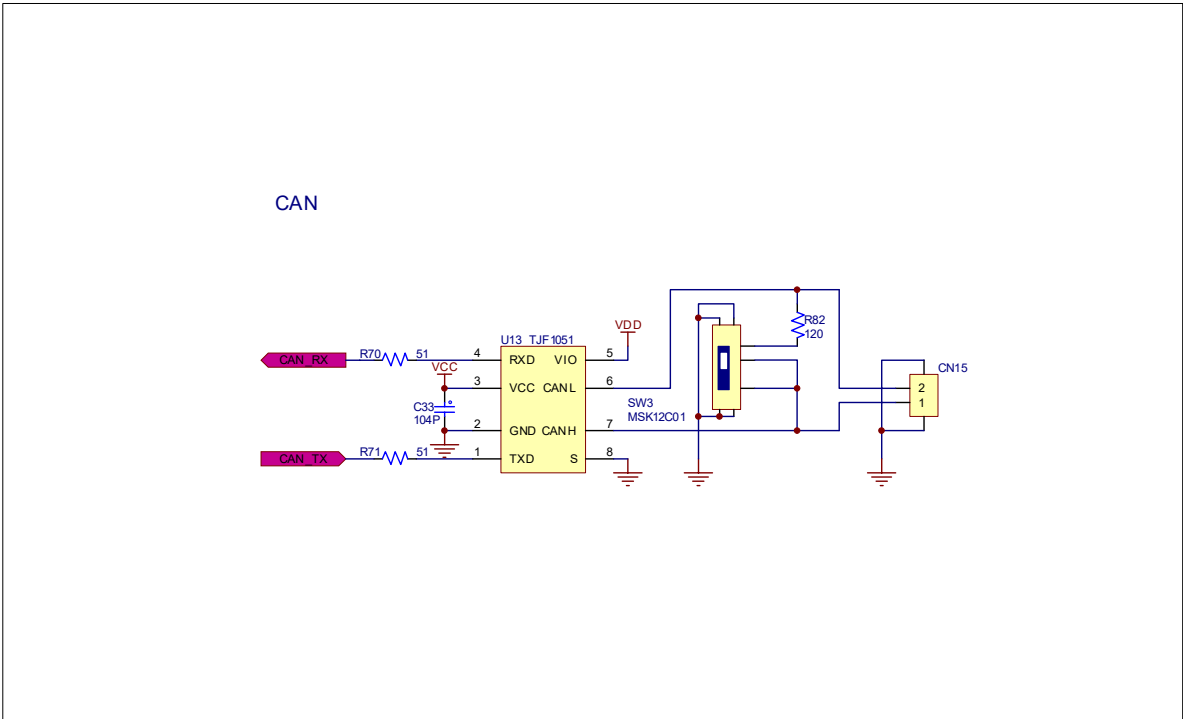 CAN
R82
120
VDD
U13 TJF1051
CAN_RX
R70 51
4 RXD VIO 5
VCC
CN15
3 VCC CANL 6
2
C33
104P
SW3
MSK12C01
1
2 GND CANH 7
CAN_TX
R71 51
1 TXD S 8